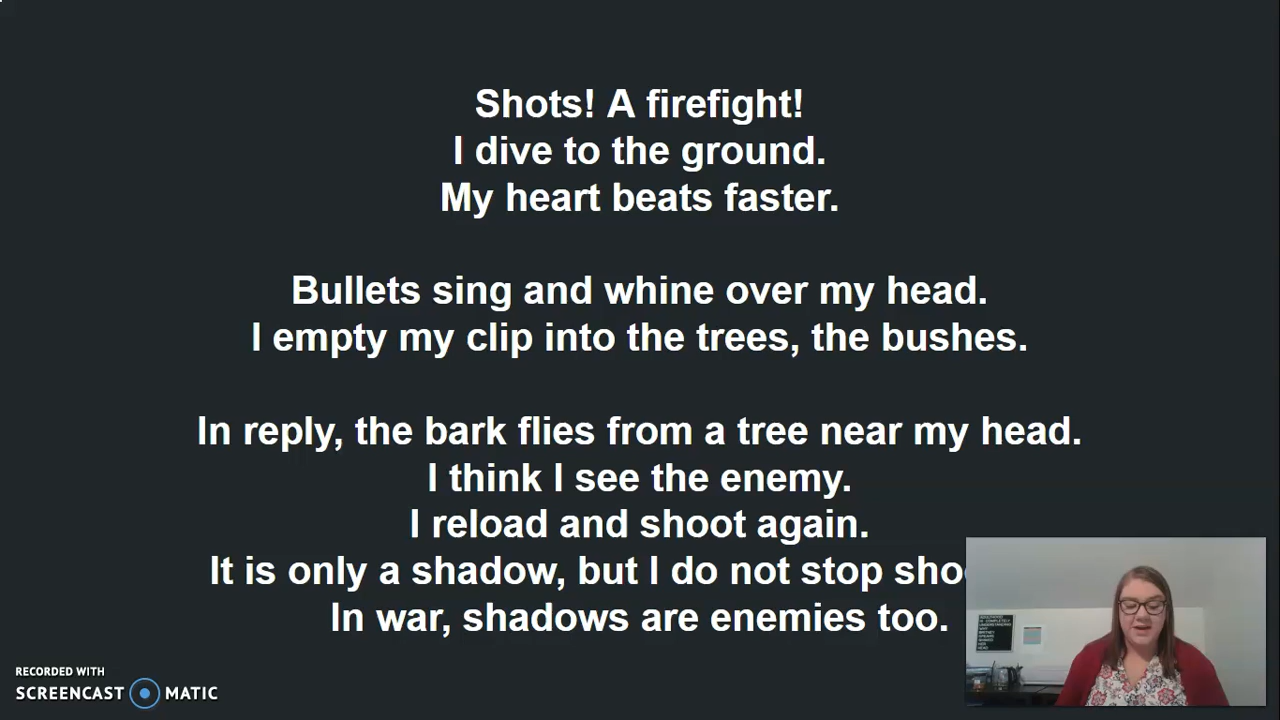 Shots! A firefight!
I dive to the ground.
My heart beats faster.
Bullets sing and whine over my head.
I empty my clip into the trees, the bushes.
In reply, the bark flies from a tree near my head.
I think I see the enemy.
I reload and shoot again.
It is only a shadow, but I do not stop shoo
In war, shadows are enemies too.
RECORDED WITH
SCREENCAST MATIC